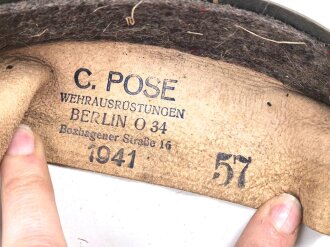 C. POSE
WEHRAUSRÜSTUNGEN
BERLIN O 34
Boxhagener Straße 16
1941
57